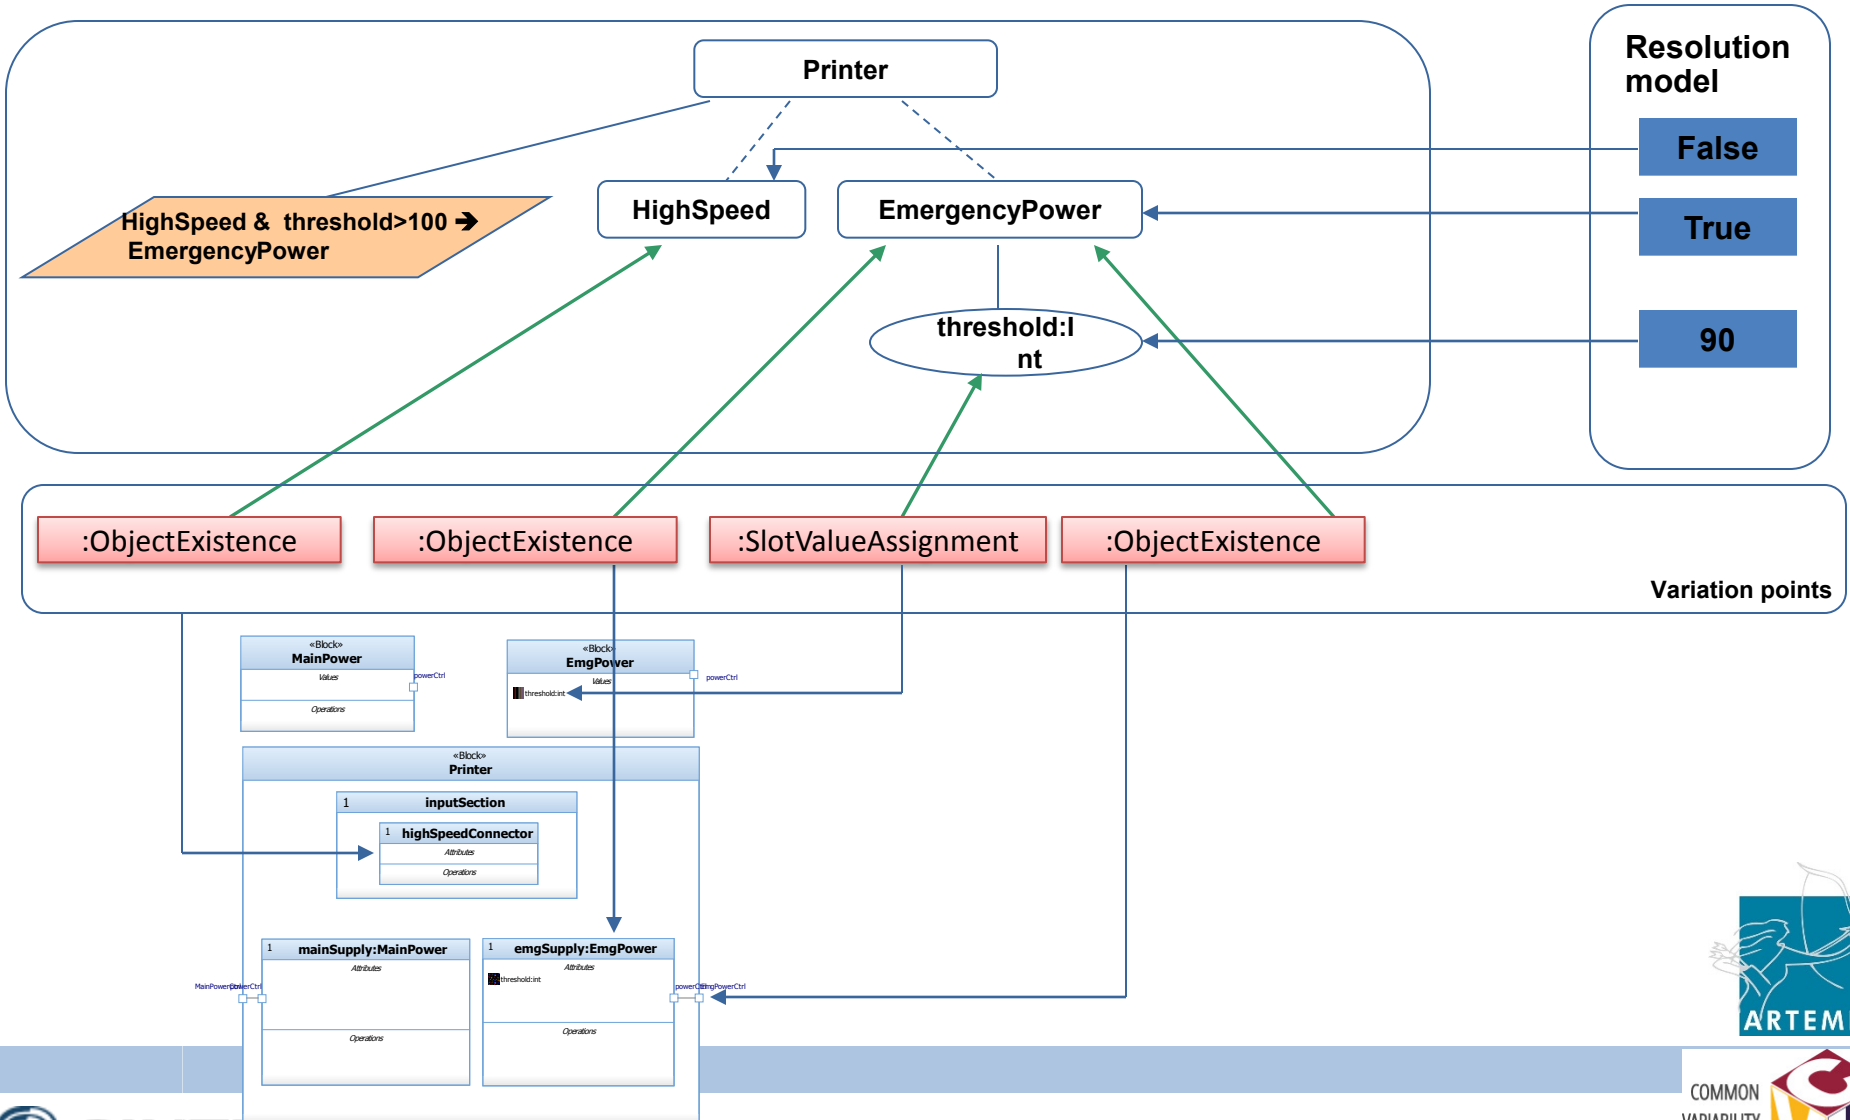 Printer
Resolution
model
False
HighSpeed & threshold>100 ➔
EmergencyPower
HighSpeed
EmergencyPower
True
threshold:I
nt
90
:ObjectExistence
:ObjectExistence
:SlotValueAssignment
:ObjectExistence
Variation points
«Block»
MainPower
Values
powerCtrl
Operations
«Block»
EmgPower
Values
powerCtrl
threshold:int
«Block»
Printer
1 inputSection
1 highSpeedConnector
Attributes
Operations
1 mainSupply:MainPower
Attributes
Operations
1 emgSupply:EmgPower
Attributes
threshold:int
Operations
ARTEM
COMMON